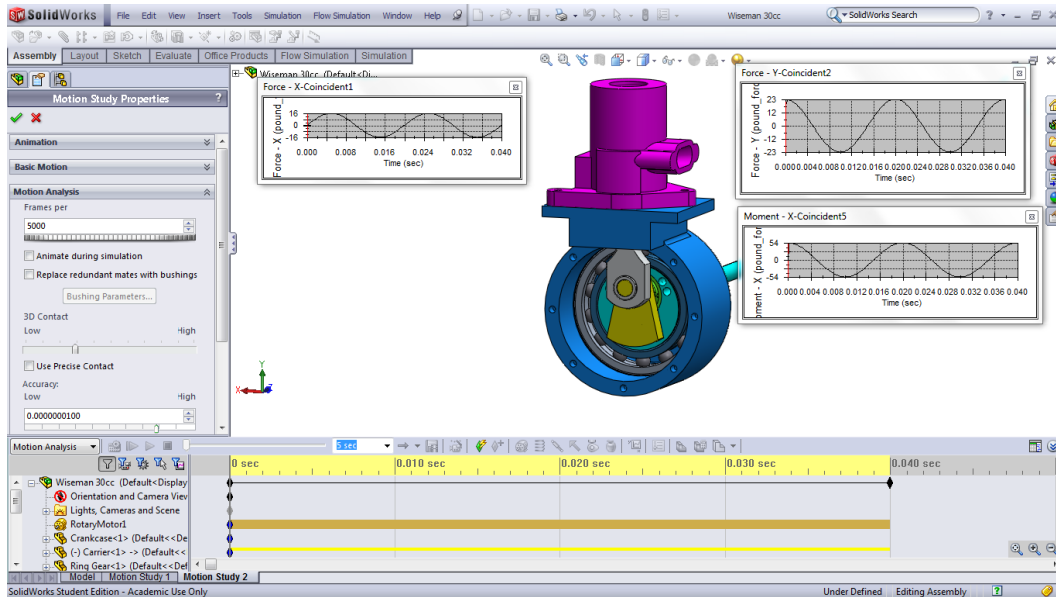 SolidWorks File Edit View Insert Tools Simulation Flow Simulation Window Help Wiseman 30cc SolidWorks Search ?
Assembly Layout Sketch Evaluate Office Products Flow Simulation Simulation
Wiseman 30cc (Default<Di...
Motion Study Properties ?
Animation
Basic Motion
Motion Analysis
Frames per
5000
Animate during simulation
Replace redundant mates with bushings
Bushing Parameters...
3D Contact
Low High
Use Precise Contact
Accuracy:
Low High
0.0000000100
Force - X-Coincident1
Force - X (pound_
16
-16
0.000 0.008 0.016 0.024 0.032 0.040
Time (sec)
Force - Y-Coincident2
Force - Y (pound_forc
23
12
0
-12
-23
0.000 0.004 0.008 0.012 0.016 0.020 0.024 0.028 0.032 0.036 0.040
Time (sec)
Moment - X-Coincident5
54
0
-54
0.000 0.004 0.008 0.012 0.016 0.020 0.024 0.028 0.032 0.036 0.040
Time (sec)
Y
X
Motion Analysis 5 sec
0 sec 0.010 sec 0.020 sec 0.030 sec 0.040 sec
Wiseman 30cc (Default<Display
Orientation and Camera View
Lights, Cameras and Scene
RotaryMotor1
Crankcase<1> (Default<<De
(-) Carrier<1> -> (Default<<
Ring Gear<1> (Default<<Def
Model Motion Study 1 Motion Study 2
SolidWorks Student Edition - Academic Use Only Under Defined Editing Assembly ?